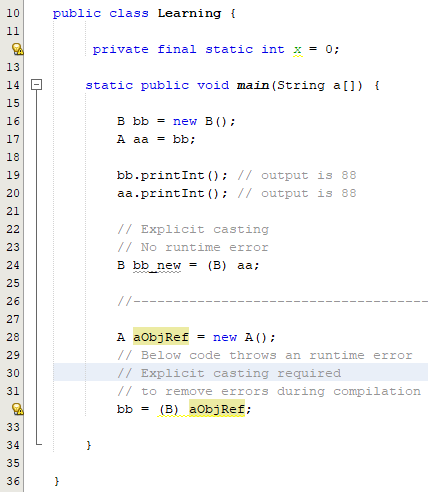 10 public class Learning {
11
private final static int x = 0;
13
14 static public void main(String a[]) {
15
16 B bb = new B();
17 A aa = bb;
18
19 bb.printInt(); // output is 88
20 aa.printInt(); // output is 88
21
22 // Explicit casting
23 // No runtime error
24 B bb_new = (B) aa;
25
26 //-------------------------------------
27
28 A aObjRef = new A();
29 // Below code throws an runtime error
30 // Explicit casting required
31 // to remove errors during compilation
bb = (B) aObjRef;
33
34 }
35
36 }